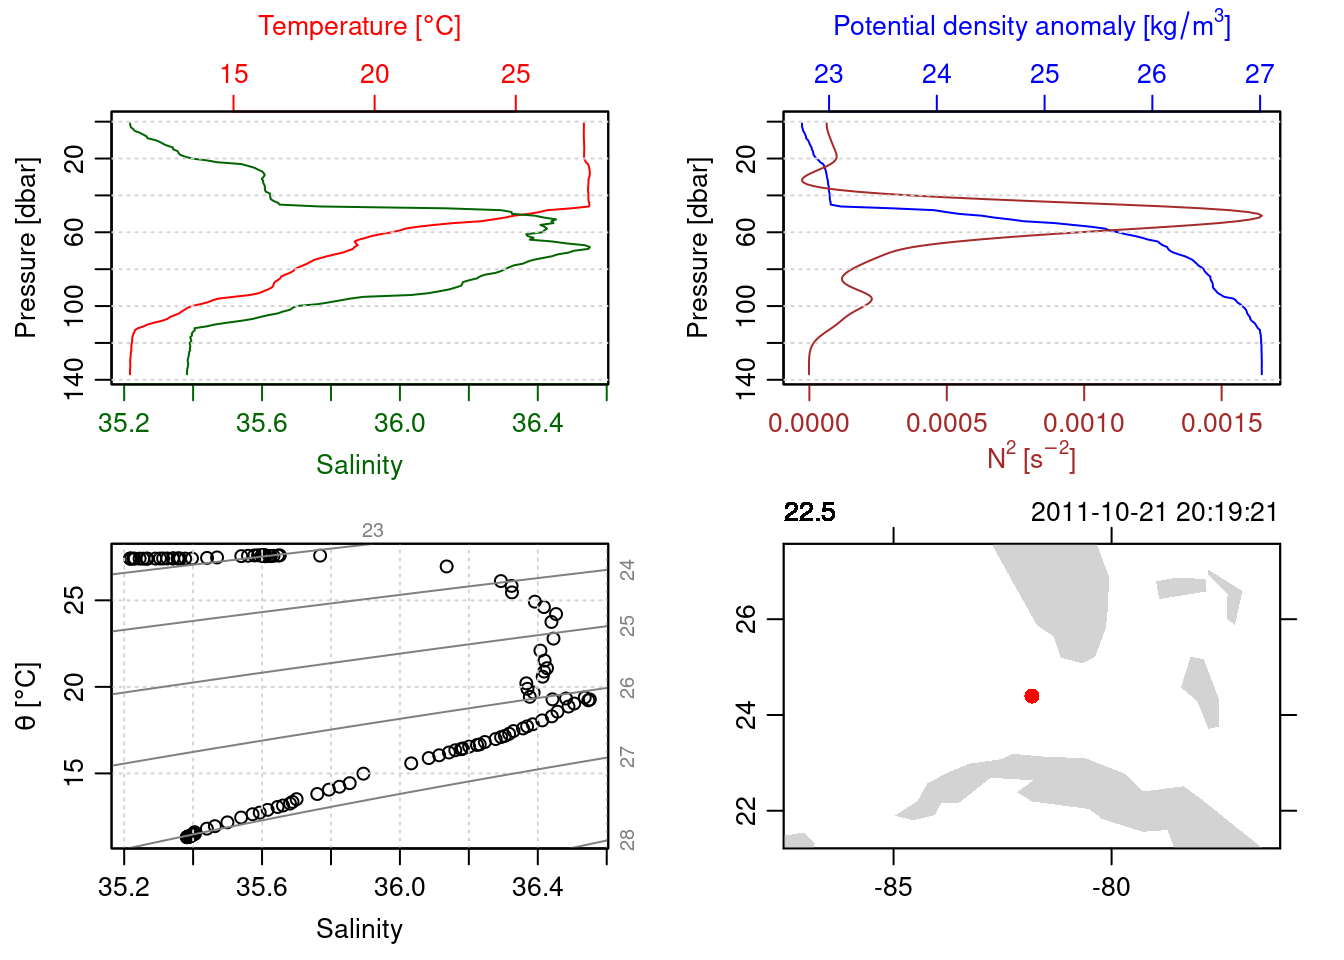 Temperature [°C]
15 20 25
Pressure [dbar]
20
60
100
140
35.2 35.6 36.0 36.4
Salinity
Potential density anomaly [kg/m³]
23 24 25 26 27
Pressure [dbar]
20
60
100
140
0.0000 0.0005 0.0010 0.0015
N² [s⁻²]
23
24
25
26
27
28
θ [°C]
25
20
15
35.2 35.6 36.0 36.4
Salinity
22.5 2011-10-21 20:19:21
26
24
22
-85 -80